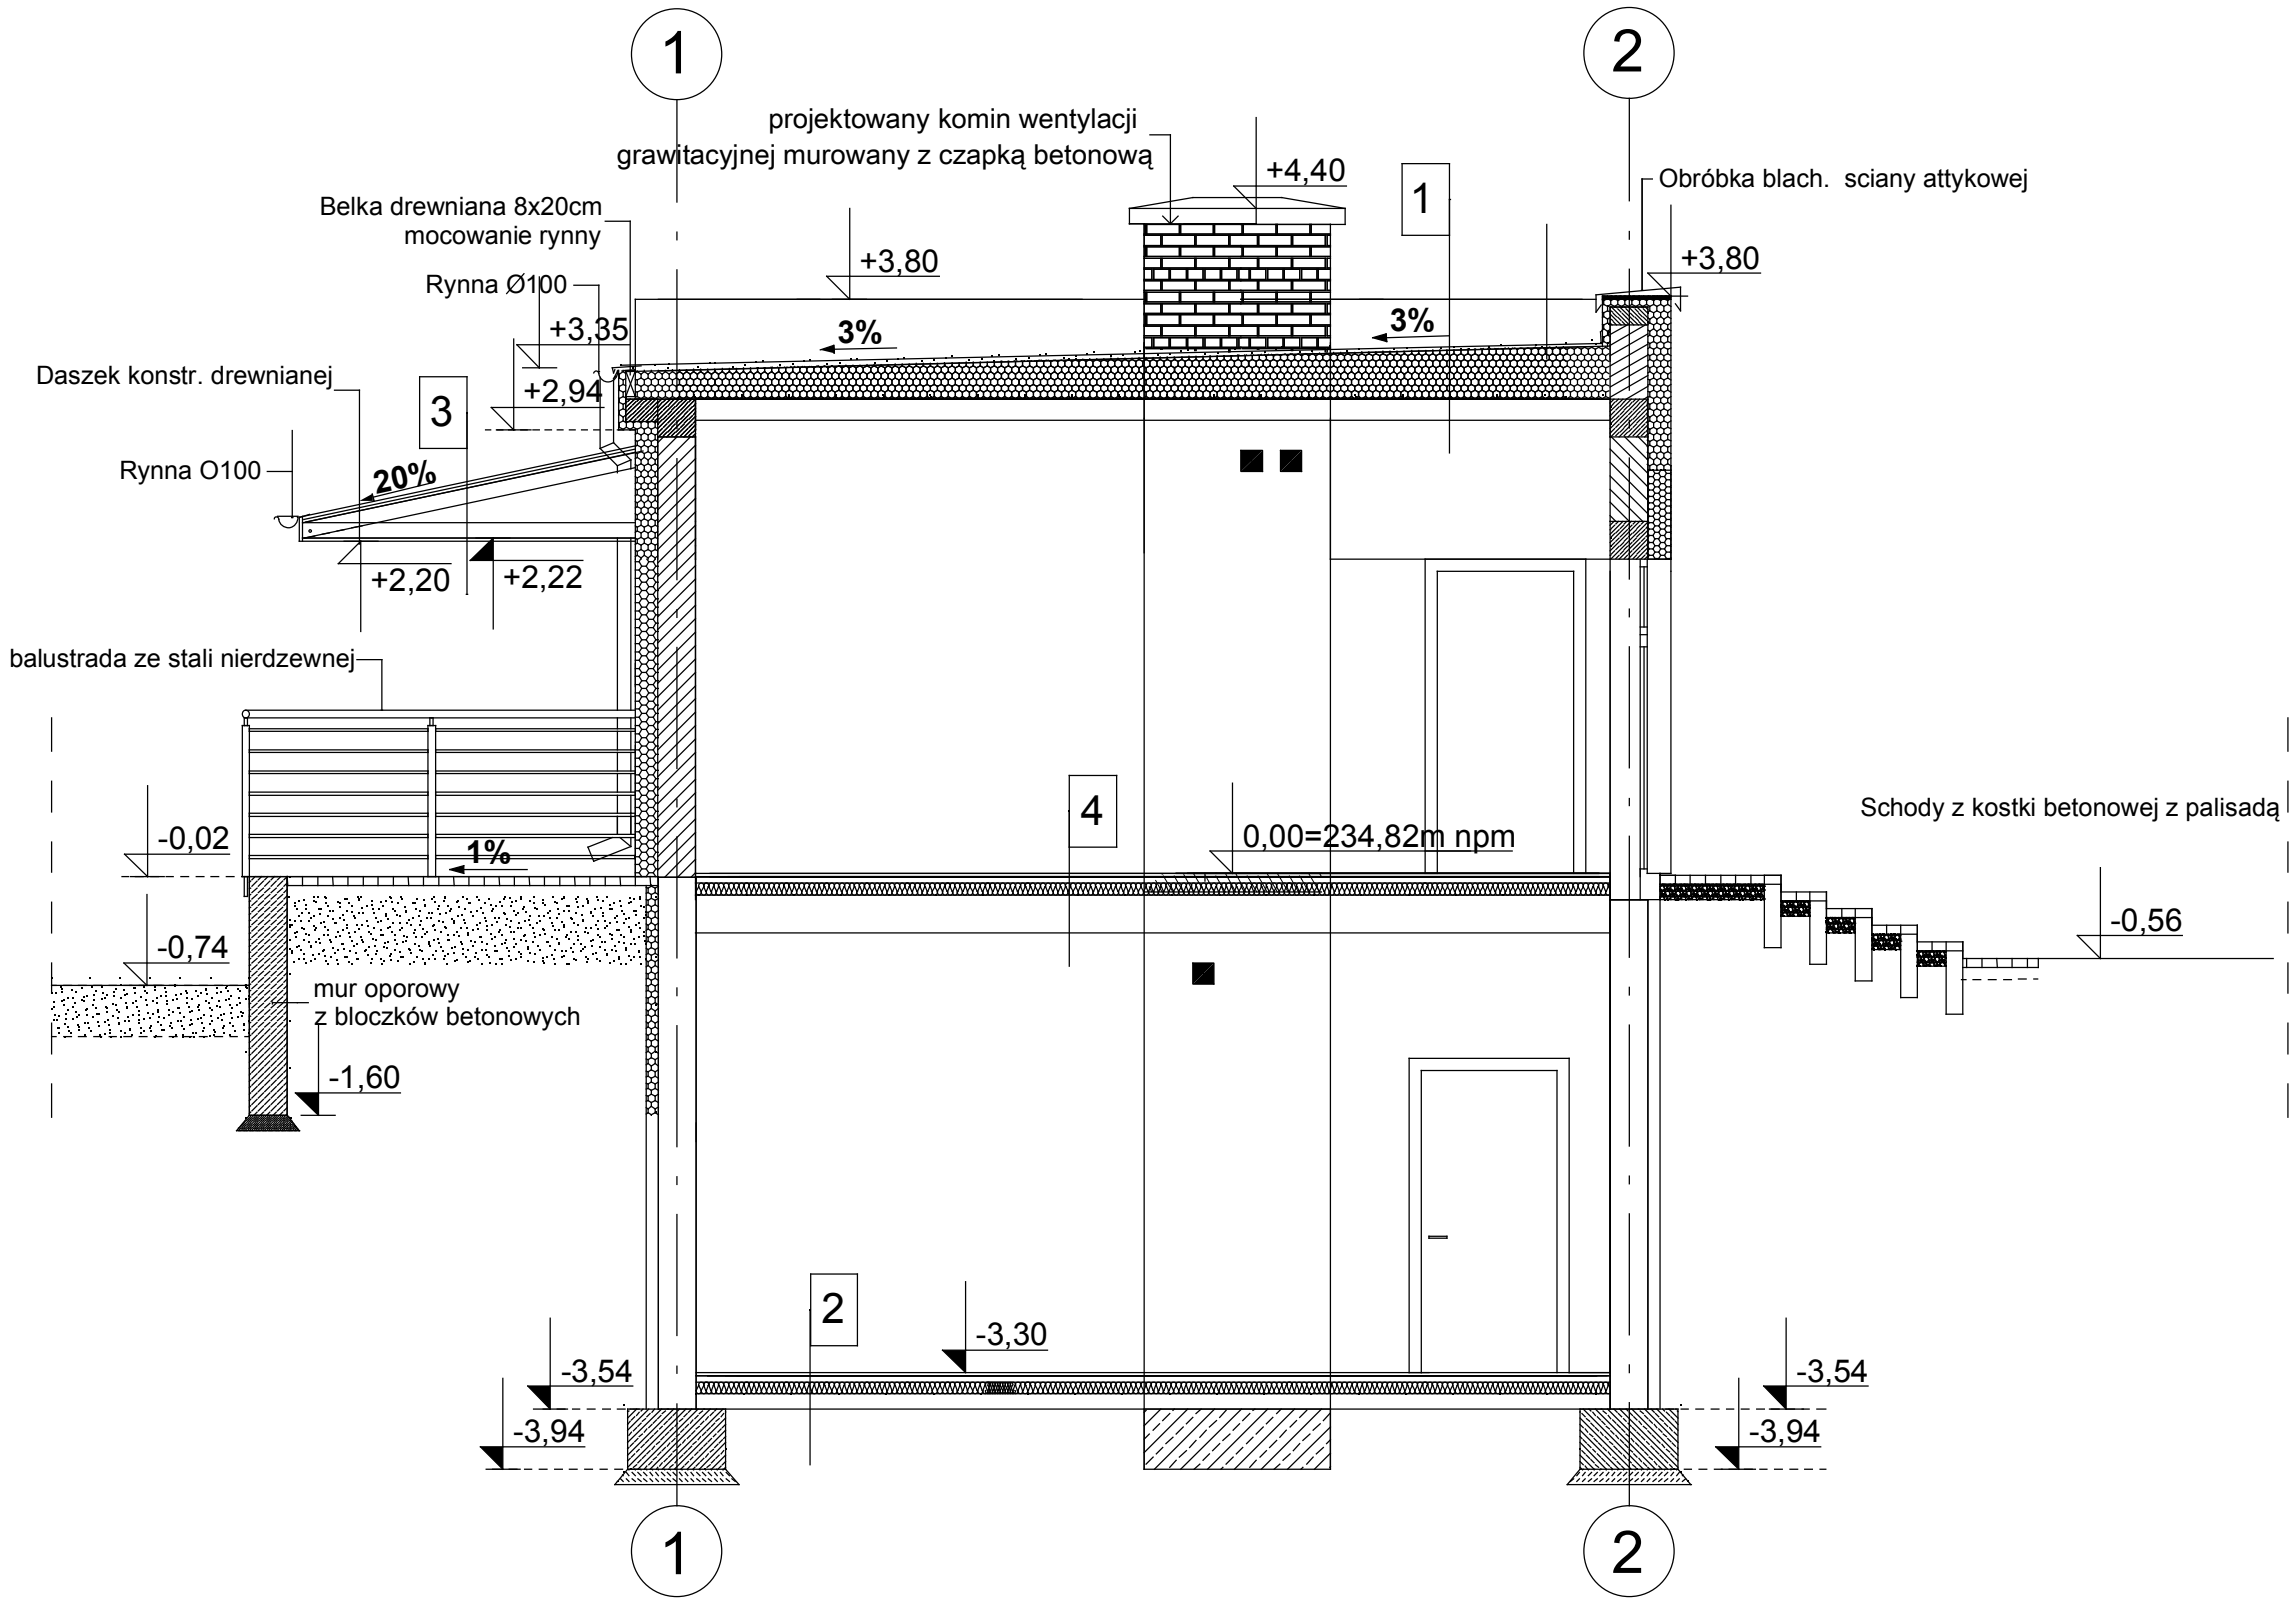 1
2
projektowany komin wentylacji
grawitacyjnej murowany z czapką betonową
+4,40
1
Obróbka blach. sciany attykowej
Belka drewniana 8x20cm
mocowanie rynny
+3,80
+3,80
Rynna Ø100
+3,35
3%
3%
Daszek konstr. drewnianej
3
+2,94
Rynna O100
20%
+2,20
+2,22
balustrada ze stali nierdzewnej
4
Schody z kostki betonowej z palisadą
-0,02
1%
0,00=234,82m npm
-0,74
-0,56
mur oporowy
z bloczków betonowych
-1,60
2
-3,30
-3,54
-3,54
-3,94
-3,94
1
2